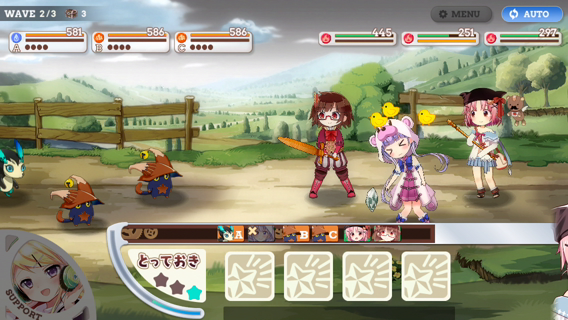 WAVE 2/3 3
MENU
AUTO
581
A
586
B
586
C
445
251
297
A B C
とっておき
SUPPORT